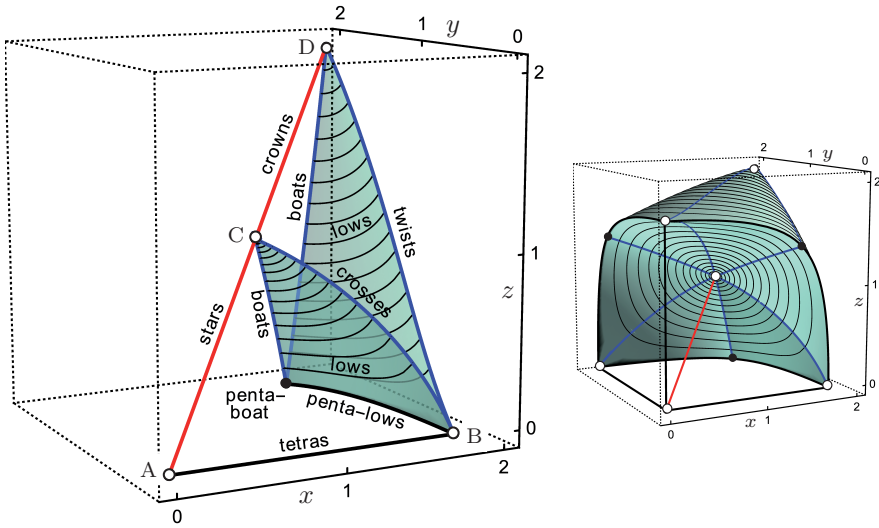 2
1
y
0
D
2
crowns
boats
lows
twists
C
1
crosses
z
stars
boats
lows
penta–
boat
penta–lows
0
B
tetras
A
2
x
1
0
2
1
y
0
2
1
z
0
2
1
x
0